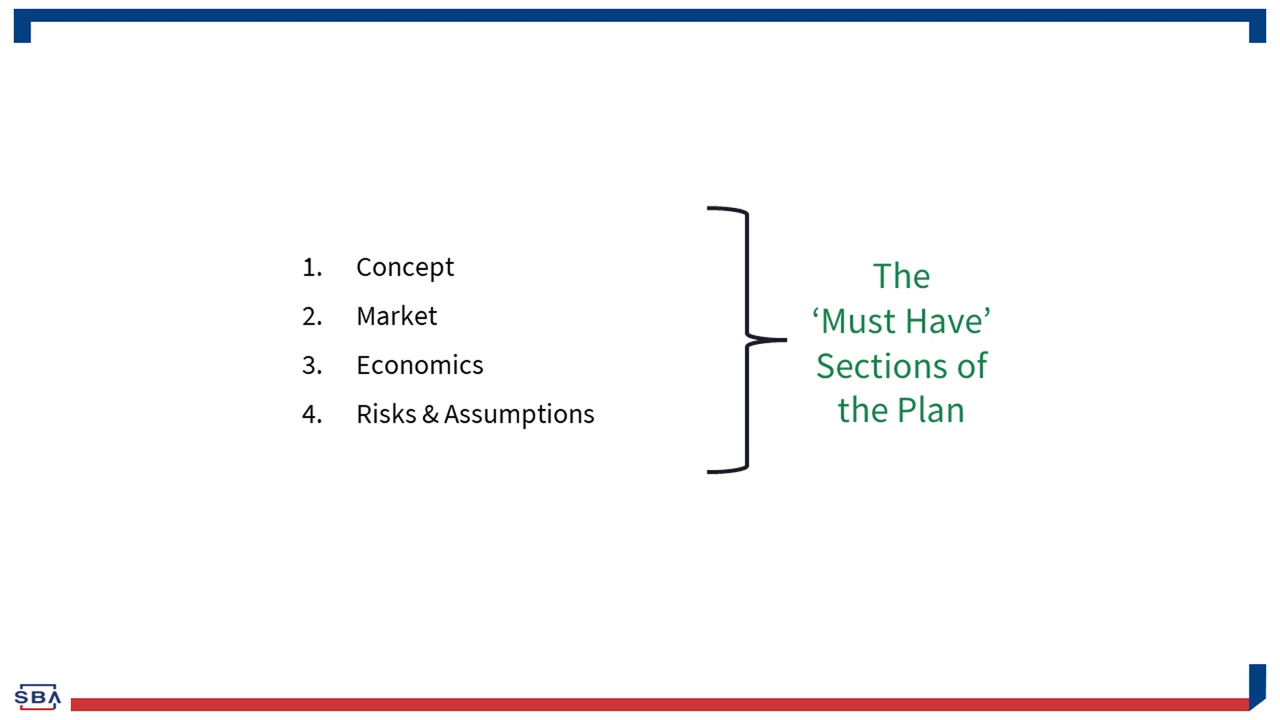 1. Concept
2. Market
3. Economics
4. Risks & Assumptions
The
‘Must Have’
Sections of
the Plan
SBA